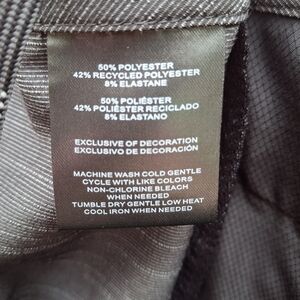 50% POLYESTER
42% RECYCLED POLYESTER
8% ELASTANE
50% POLIÉSTER
42% POLIÉSTER RECICLADO
8% ELASTANO
EXCLUSIVE OF DECORATION
EXCLUSIVO DE DECORACIÓN
MACHINE WASH COLD GENTLE
CYCLE WITH LIKE COLORS
NON-CHLORINE BLEACH
WHEN NEEDED
TUMBLE DRY GENTLE LOW HEAT
COOL IRON WHEN NEEDED